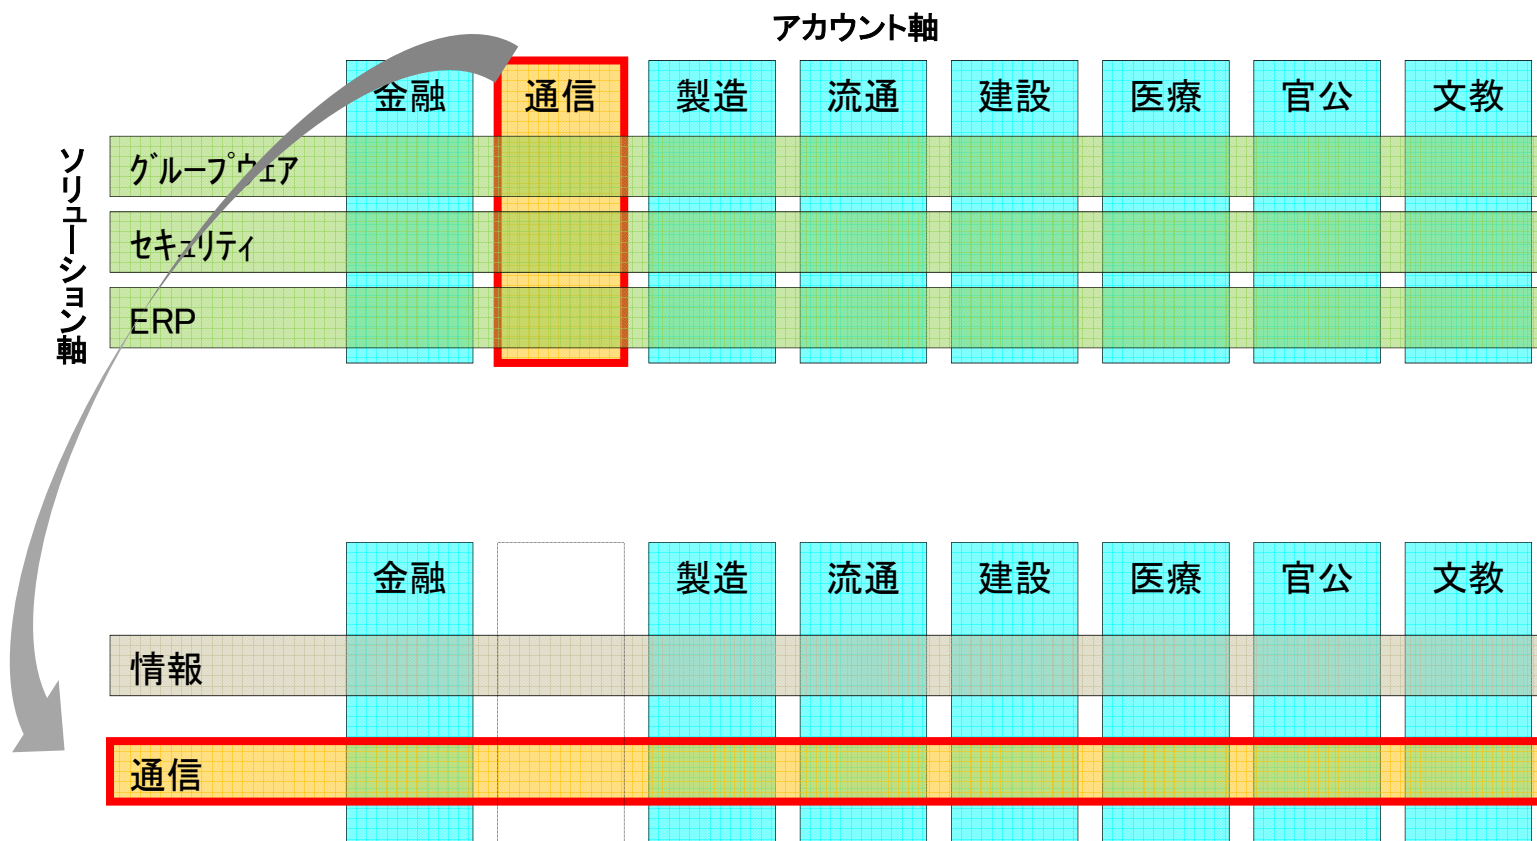 アカウント軸
金融 通信 製造 流通 建設 医療 官公 文教
ソリューション軸
グループウェア
セキュリティ
ERP
金融 製造 流通 建設 医療 官公 文教
情報
通信